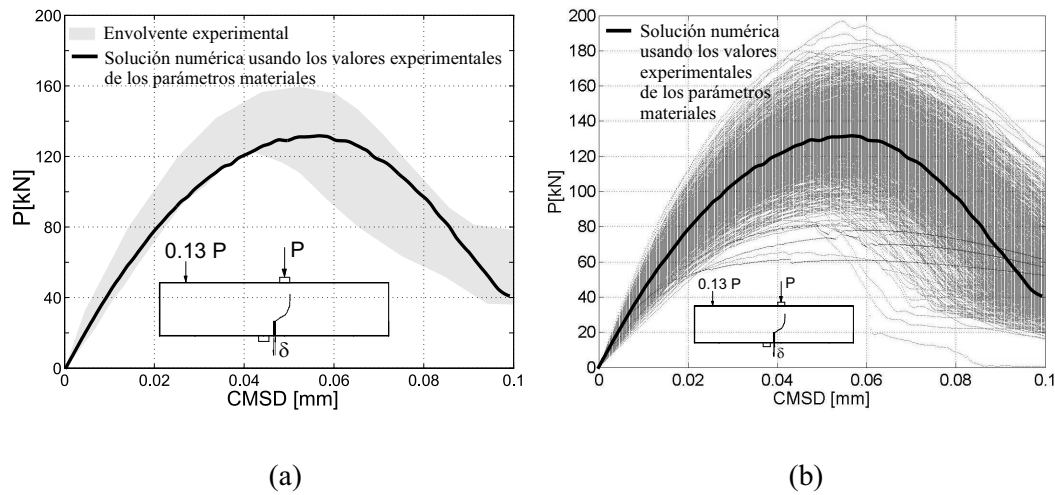 200
160
120
80
40
0
P[kN]
Envolvente experimental
Solución numérica usando los valores experimentales
de los parámetros materiales
0.13 P
P
δ
0
0.02
0.04
0.06
0.08
0.1
CMSD [mm]
(a)
200
180
160
140
120
100
80
60
40
20
0
P[kN]
Solución numérica
usando los valores
experimentales
de los parámetros
materiales
0.13 P
P
δ
0
0.02
0.04
0.06
0.08
0.1
CMSD [mm]
(b)